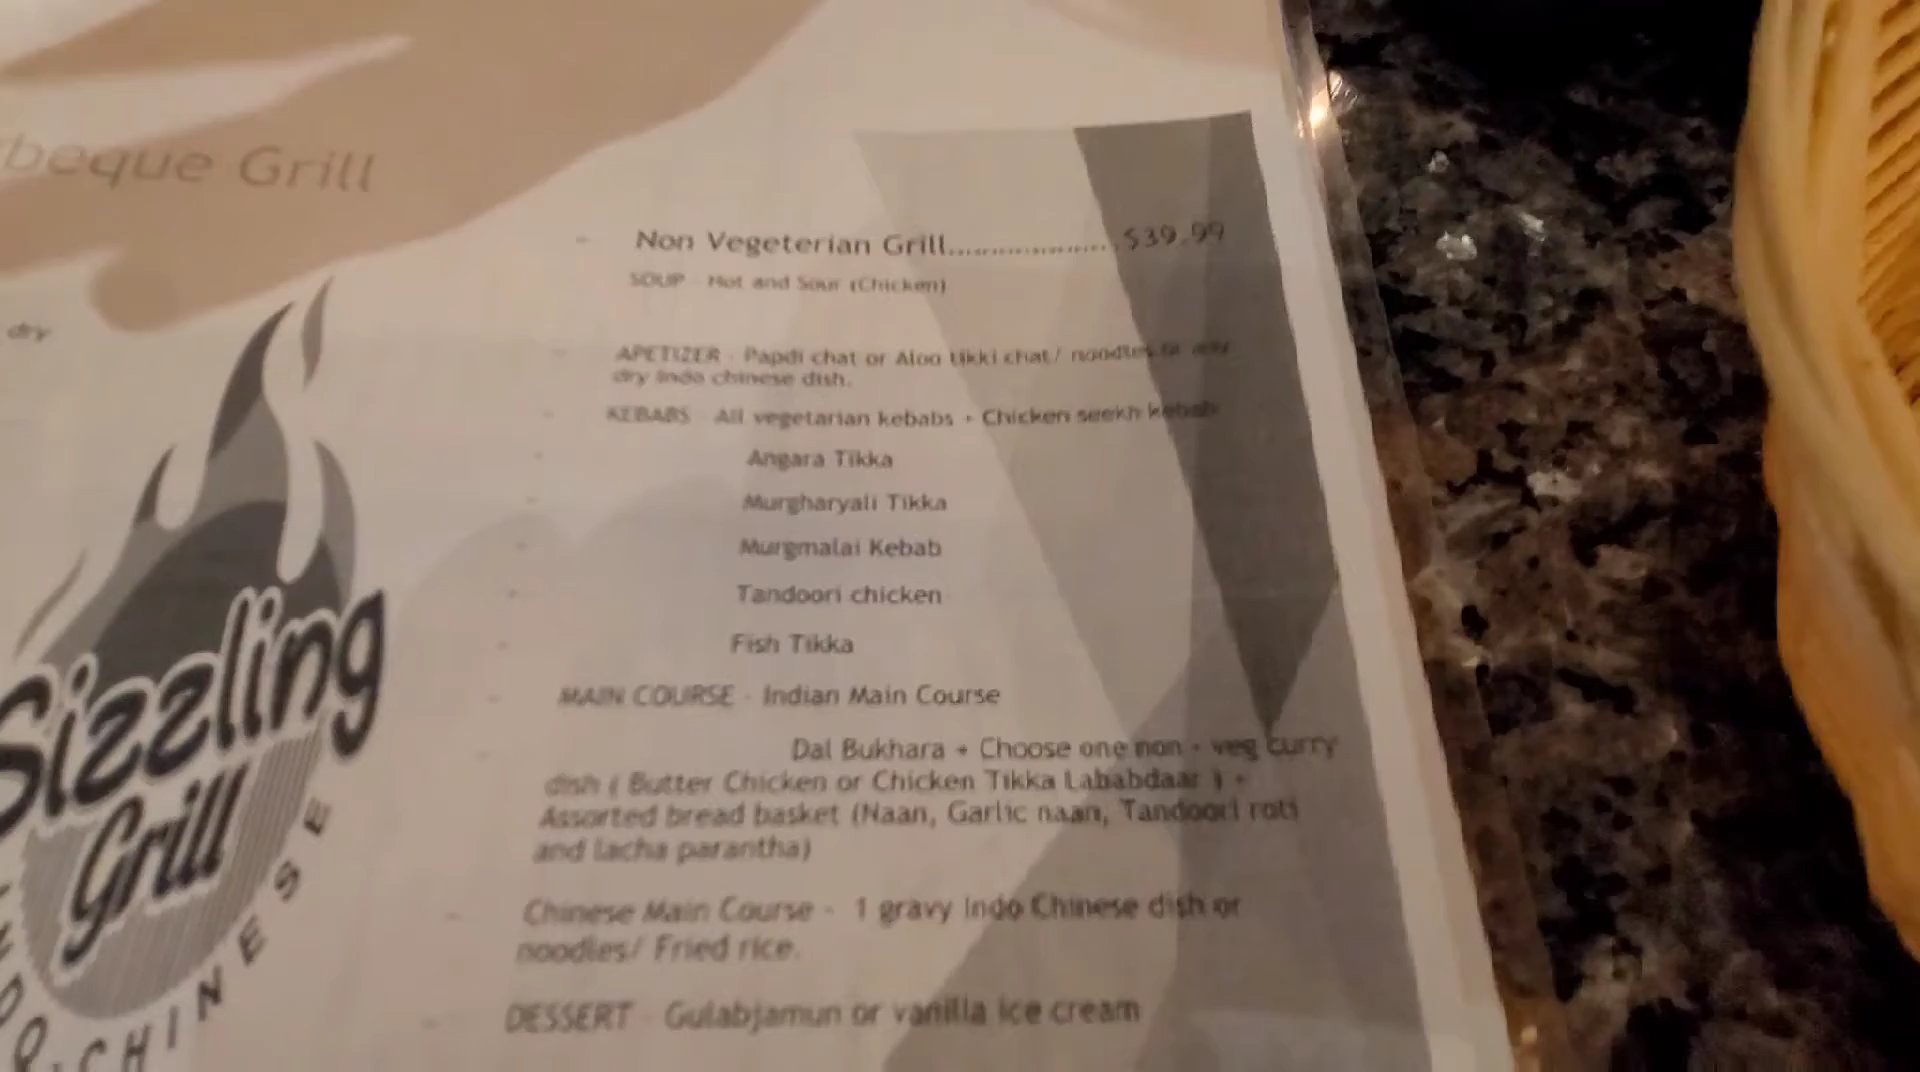 beque Grill
dry
Non Vegeterian Grill....................$39.99
SOUP - Hot and Sour (Chicken)
APETIZER - Papdi chat or Aloo tikki chat/ noodles
dry Indo chinese dish.
KEBABS - All vegetarian kebabs + Chicken seekh kebab
Angara Tikka
Murgharyali Tikka
Murgmalai Kebab
Tandoori chicken
Fish Tikka
MAIN COURSE - Indian Main Course
Dal Bukhara + Choose one non - veg curry
dish ( Butter Chicken or Chicken Tikka Lababdaar ) +
Assorted bread basket (Naan, Garlic naan, Tandoori roti
and lacha parantha)
Chinese Main Course - 1 gravy Indo Chinese dish or
noodles/ Fried rice.
DESSERT - Gulabjamun or vanilla ice cream
Sizzling
Grill
CHINESE